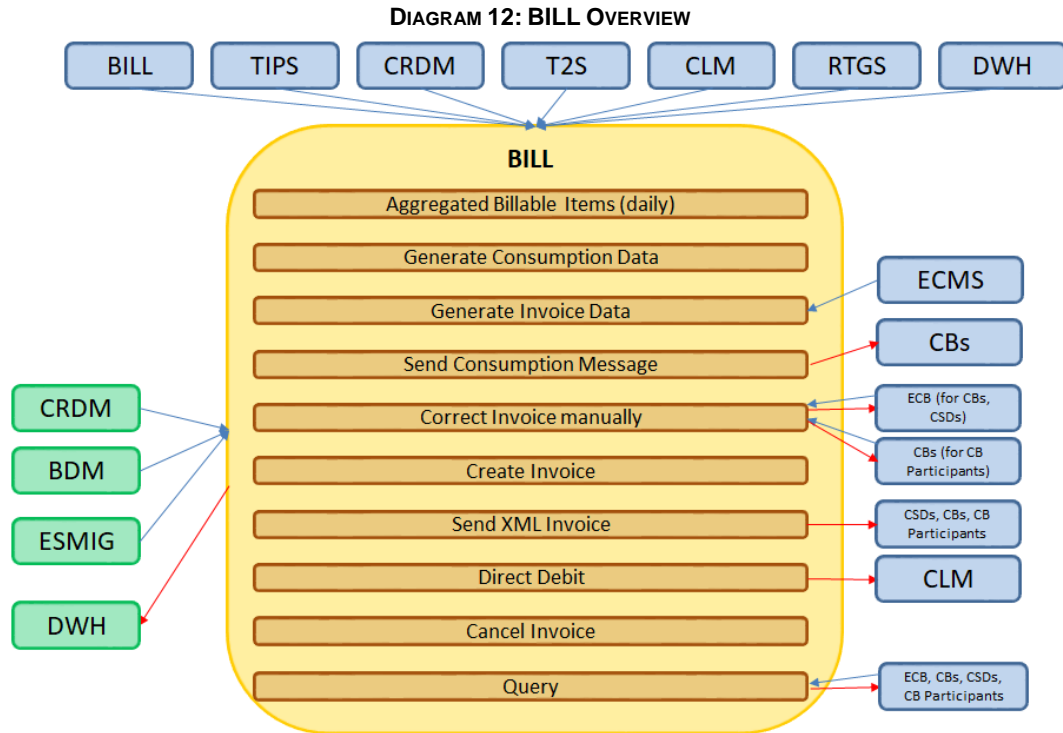 DIAGRAM 12: BILL OVERVIEW
BILL
TIPS
CRDM
T2S
CLM
RTGS
DWH
BILL
Aggregated Billable Items (daily)
Generate Consumption Data
Generate Invoice Data
Send Consumption Message
Correct Invoice manually
Create Invoice
Send XML Invoice
Direct Debit
Cancel Invoice
Query
CRDM
BDM
ESMIG
DWH
ECMS
CBs
ECB (for CBs,
CSDs)
CBs (for CB
Participants)
CSDs, CBs, CB
Participants
CLM
ECB, CBs, CSDs,
CB Participants